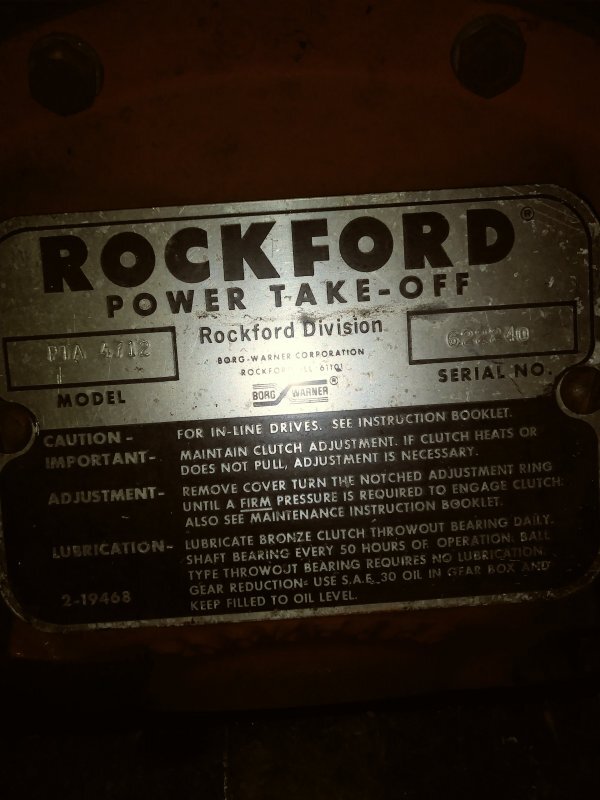 ROCKFORD®
POWER TAKE-OFF
Rockford Division
BORG-WARNER CORPORATION
ILL 61101
BORG WARNER®
MODEL
SERIAL NO.
CAUTION - FOR IN-LINE DRIVES. SEE INSTRUCTION BOOKLET.
IMPORTANT- MAINTAIN CLUTCH ADJUSTMENT. IF CLUTCH HEATS OR
DOES NOT PULL, ADJUSTMENT IS NECESSARY.
ADJUSTMENT- REMOVE COVER TURN THE NOTCHED ADJUSTMENT RING
UNTIL A FIRM PRESSURE IS REQUIRED TO ENGAGE CLUTCH.
ALSO SEE MAINTENANCE INSTRUCTION BOOKLET.
LUBRICATION- LUBRICATE BRONZE CLUTCH THROWOUT BEARING DAILY.
SHAFT BEARING EVERY 50 HOURS OF OPERATION. BALL
TYPE THROWOUT BEARING REQUIRES NO LUBRICATION.
GEAR REDUCTION- USE S.A.E. 30 OIL IN GEAR BOX AND
KEEP FILLED TO OIL LEVEL.
2-19468